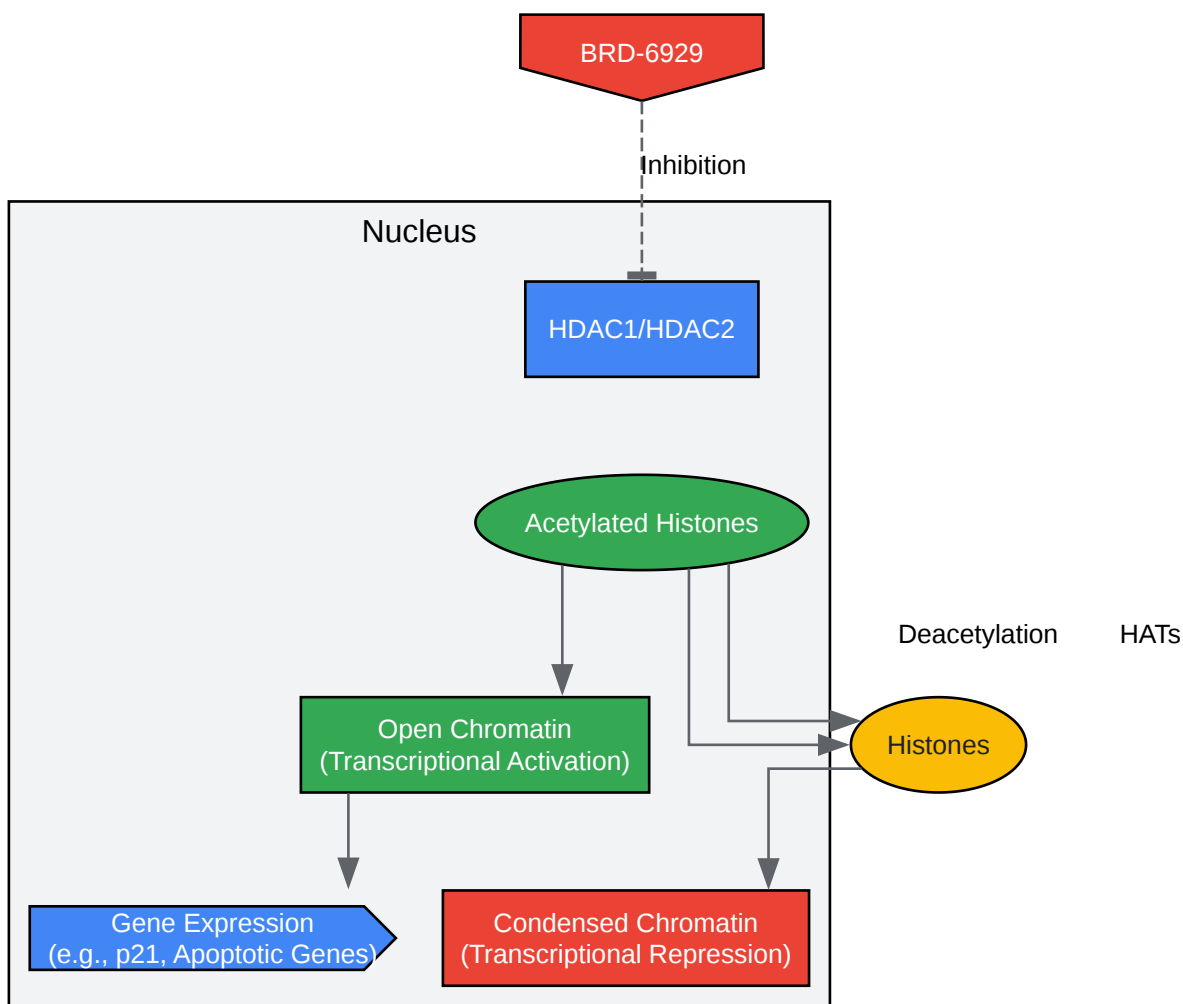 BRD-6929
Inhibition
Nucleus
HDAC1/HDAC2
Acetylated Histones
Deacetylation
HATs
Open Chromatin
(Transcriptional Activation)
Histones
Gene Expression
(e.g., p21, Apoptotic Genes)
Condensed Chromatin
(Transcriptional Repression)